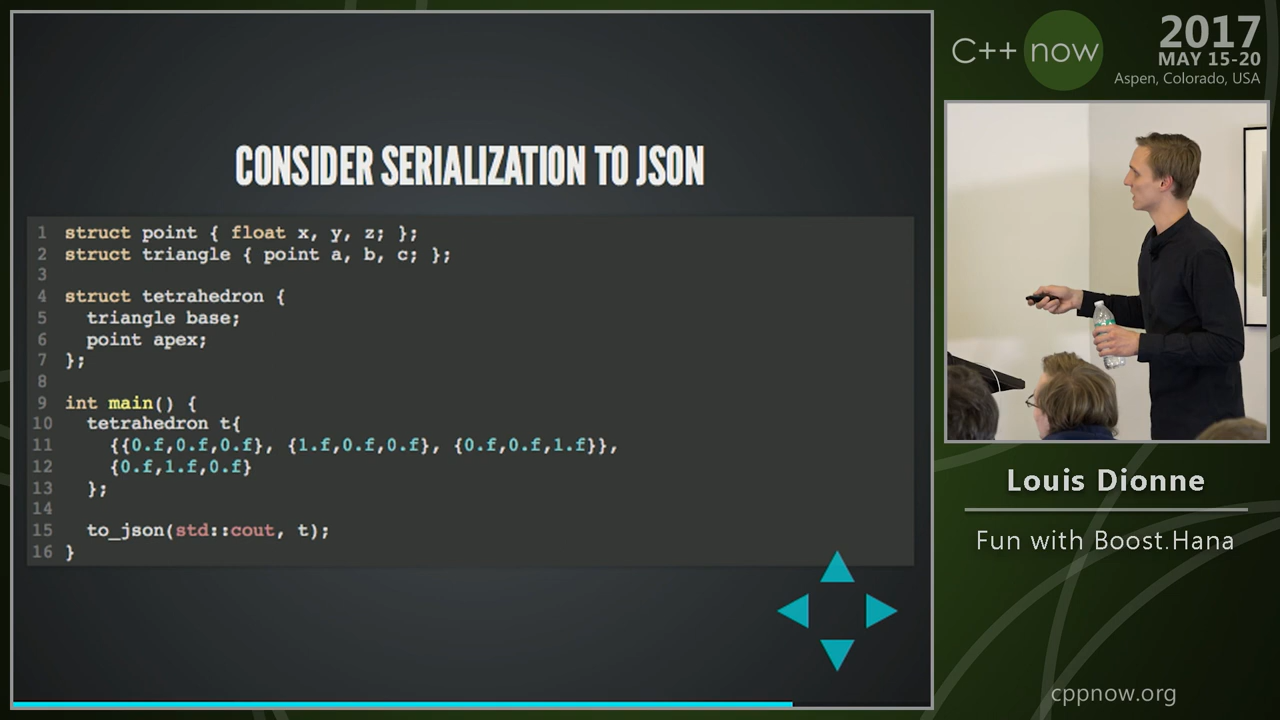 CONSIDER SERIALIZATION TO JSON
1 struct point { float x, y, z; };
2 struct triangle { point a, b, c; };
3
4 struct tetrahedron {
5   triangle base;
6   point apex;
7 };
8
9 int main() {
10   tetrahedron t{
11     {{0.f,0.f,0.f}, {1.f,0.f,0.f}, {0.f,0.f,1.f}},
12     {0.f,1.f,0.f}
13   };
14
15   to_json(std::cout, t);
16 }
C++ now
2017
MAY 15-20
Aspen, Colorado, USA
Louis Dionne
Fun with Boost.Hana
cppnow.org